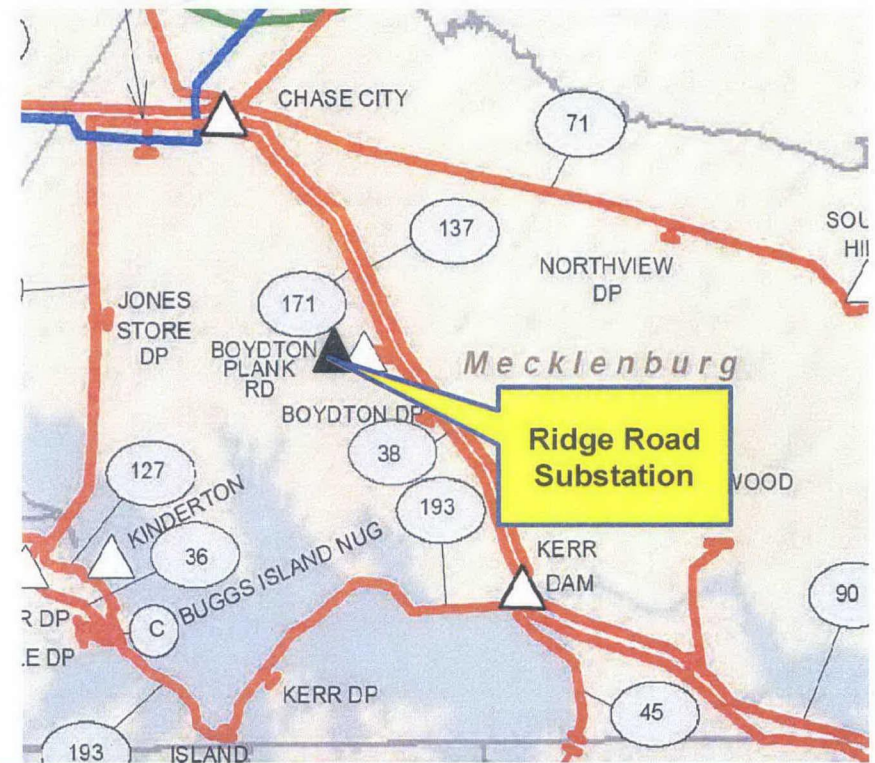 CHASE CITY
71
137
SOU
HIL
NORTHVIEW
DP
171
JONES
STORE
DP
BOYDTON
PLANK
RD
Mecklenburg
BOYDTON DP
Ridge Road
Substation
38
127
193
WOOD
KINDERTON
36
BUGGS ISLAND NUG
KERR
DAM
90
C
R DP
LE DP
KERR DP
45
193
ISLAND